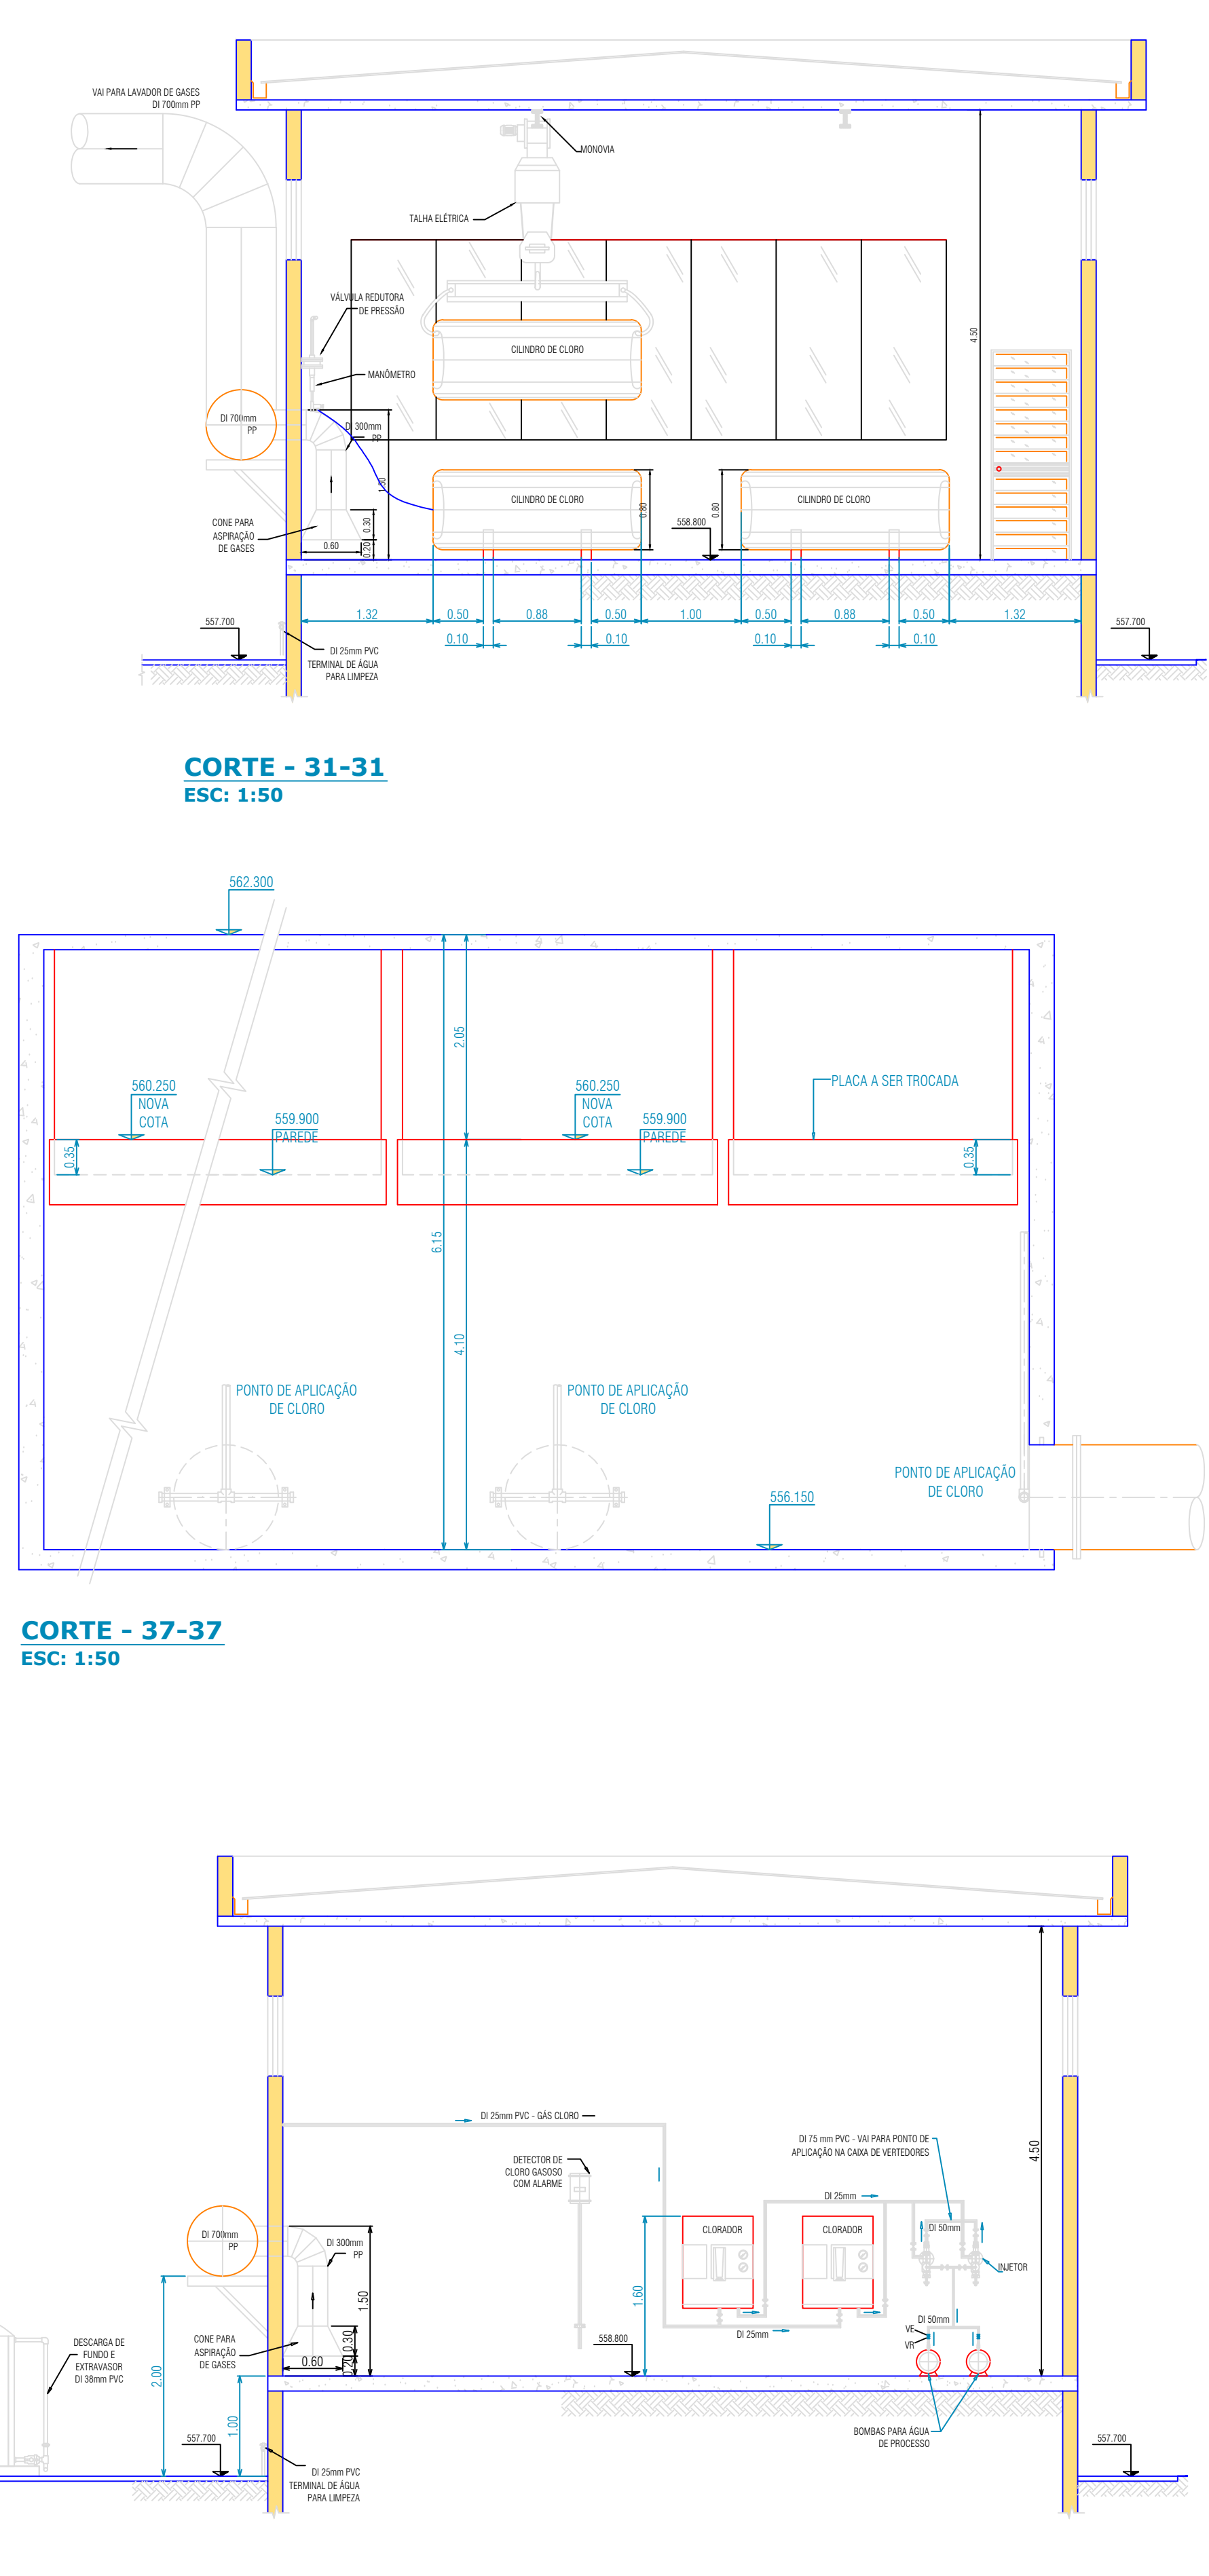 VAI PARA LAVADOR DE GASES
DI 700mm PP
MONOVIA
TALHA ELÉTRICA
VÁLVULA REDUTORA
DE PRESSÃO
CILINDRO DE CLORO
4.50
MANÔMETRO
DI 700mm
PP
DI 300mm
PP
1.50
CILINDRO DE CLORO
0.80
0.80
CILINDRO DE CLORO
CONE PARA
ASPIRAÇÃO
DE GASES
0.30
0.60
0.20
558.800
1.32
0.50
0.88
0.50
1.00
0.50
0.88
0.50
1.32
0.10
0.10
0.10
0.10
557.700
557.700
DI 25mm PVC
TERMINAL DE ÁGUA
PARA LIMPEZA
CORTE - 31-31
ESC: 1:50
562.300
2.05
560.250
NOVA
COTA
559.900
PAREDE
560.250
NOVA
COTA
559.900
PAREDE
PLACA A SER TROCADA
0.35
0.35
6.15
4.10
PONTO DE APLICAÇÃO
DE CLORO
PONTO DE APLICAÇÃO
DE CLORO
PONTO DE APLICAÇÃO
DE CLORO
556.150
CORTE - 37-37
ESC: 1:50
DI 25mm PVC - GÁS CLORO
DETECTOR DE
CLORO GASOSO
COM ALARME
DI 75 mm PVC - VAI PARA PONTO DE
APLICAÇÃO NA CAIXA DE VERTEDORES
4.50
DI 25mm
CLORADOR
CLORADOR
DI 50mm
INJETOR
DI 700mm
PP
DI 300mm
PP
1.50
1.60
DI 25mm
DI 50mm
VE
VR
DESCARGA DE
FUNDO E
EXTRAVASOR
DI 38mm PVC
2.00
CONE PARA
ASPIRAÇÃO
DE GASES
0.30
0.60
0.20
558.800
1.00
557.700
BOMBAS PARA ÁGUA
DE PROCESSO
557.700
DI 25mm PVC
TERMINAL DE ÁGUA
PARA LIMPEZA